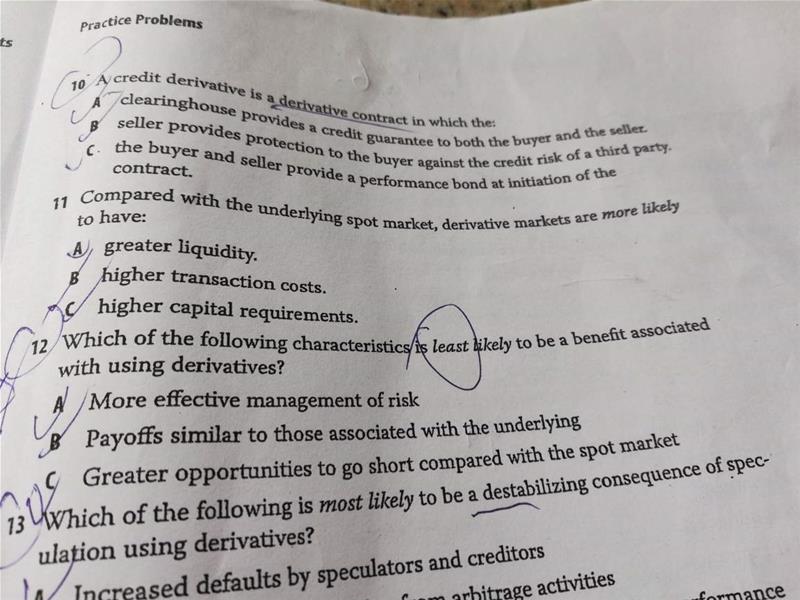 Practice Problems
ts
10 A credit derivative is a derivative contract in which the:
A clearinghouse provides a credit guarantee to both the buyer and the seller.
B seller provides protection to the buyer against the credit risk of a third party.
C. the buyer and seller provide a performance bond at initiation of the
contract.
11 Compared with the underlying spot market, derivative markets are more likely
to have:
A greater liquidity.
B higher transaction costs.
C higher capital requirements.
12 Which of the following characteristics is least likely to be a benefit associated
with using derivatives?
A More effective management of risk
B Payoffs similar to those associated with the underlying
C Greater opportunities to go short compared with the spot market
13 Which of the following is most likely to be a destabilizing consequence of spec-
ulation using derivatives?
A Increased defaults by speculators and creditors
from arbitrage activities